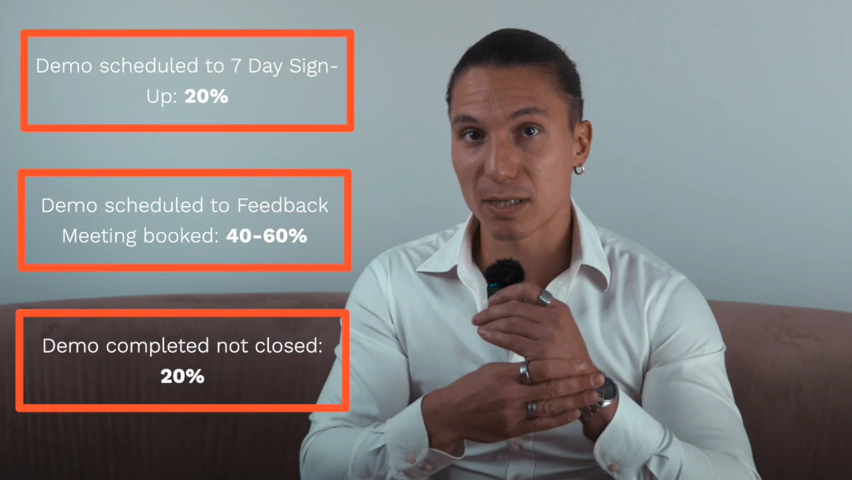 Demo scheduled to 7 Day Sign-
Up: 20%
Demo scheduled to Feedback
Meeting booked: 40-60%
Demo completed not closed:
20%